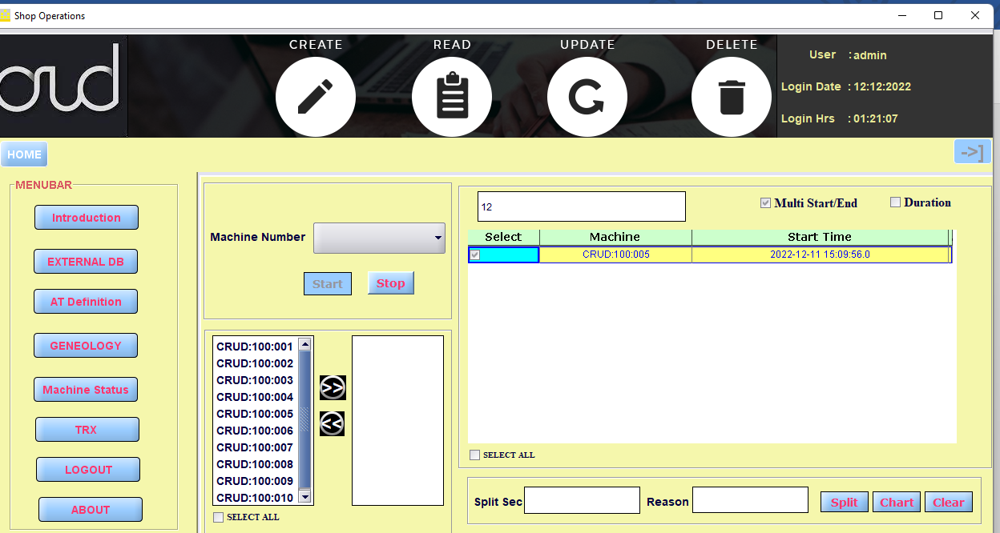 Shop Operations
CREATE READ UPDATE DELETE
User : admin
Login Date : 12:12:2022
Login Hrs : 01:21:07
HOME
->]
MENUBAR
Introduction
EXTERNAL DB
AT Definition
GENEOLOGY
Machine Status
TRX
LOGOUT
ABOUT
Machine Number
Start Stop
CRUD:100:001
CRUD:100:002
CRUD:100:003
CRUD:100:004
CRUD:100:005
CRUD:100:006
CRUD:100:007
CRUD:100:008
CRUD:100:009
CRUD:100:010
>>
<<
SELECT ALL
12
Multi Start/End Duration
Select Machine Start Time
CRUD:100:005 2022-12-11 15:09:56.0
SELECT ALL
Split Sec Reason Split Chart Clear